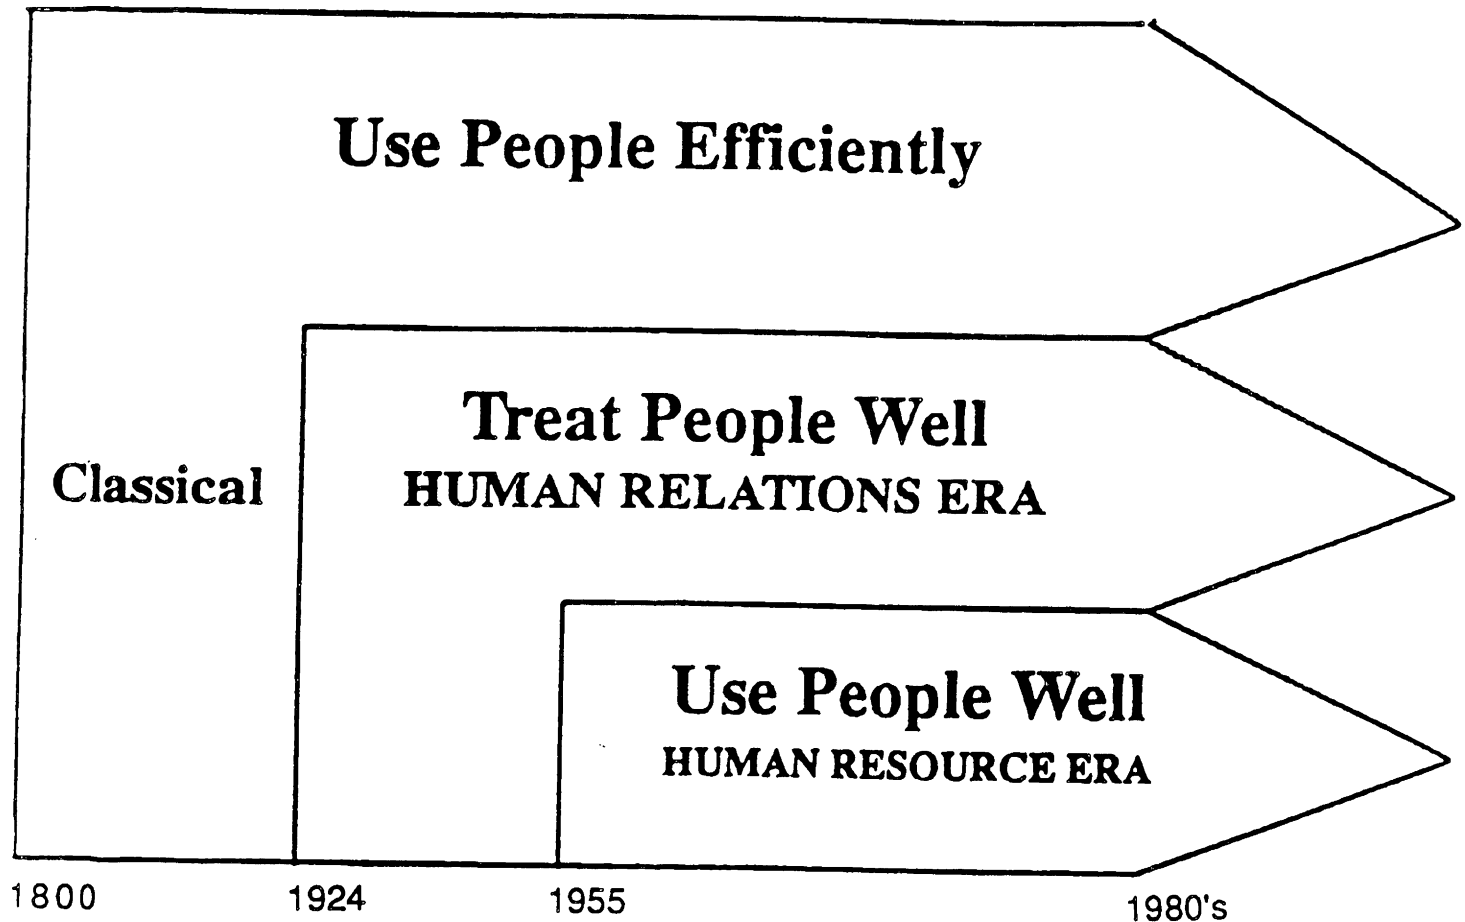 Use People Efficiently
Treat People Well
Classical
HUMAN RELATIONS ERA
Use People Well
HUMAN RESOURCE ERA
1800
1924
1955
1980's